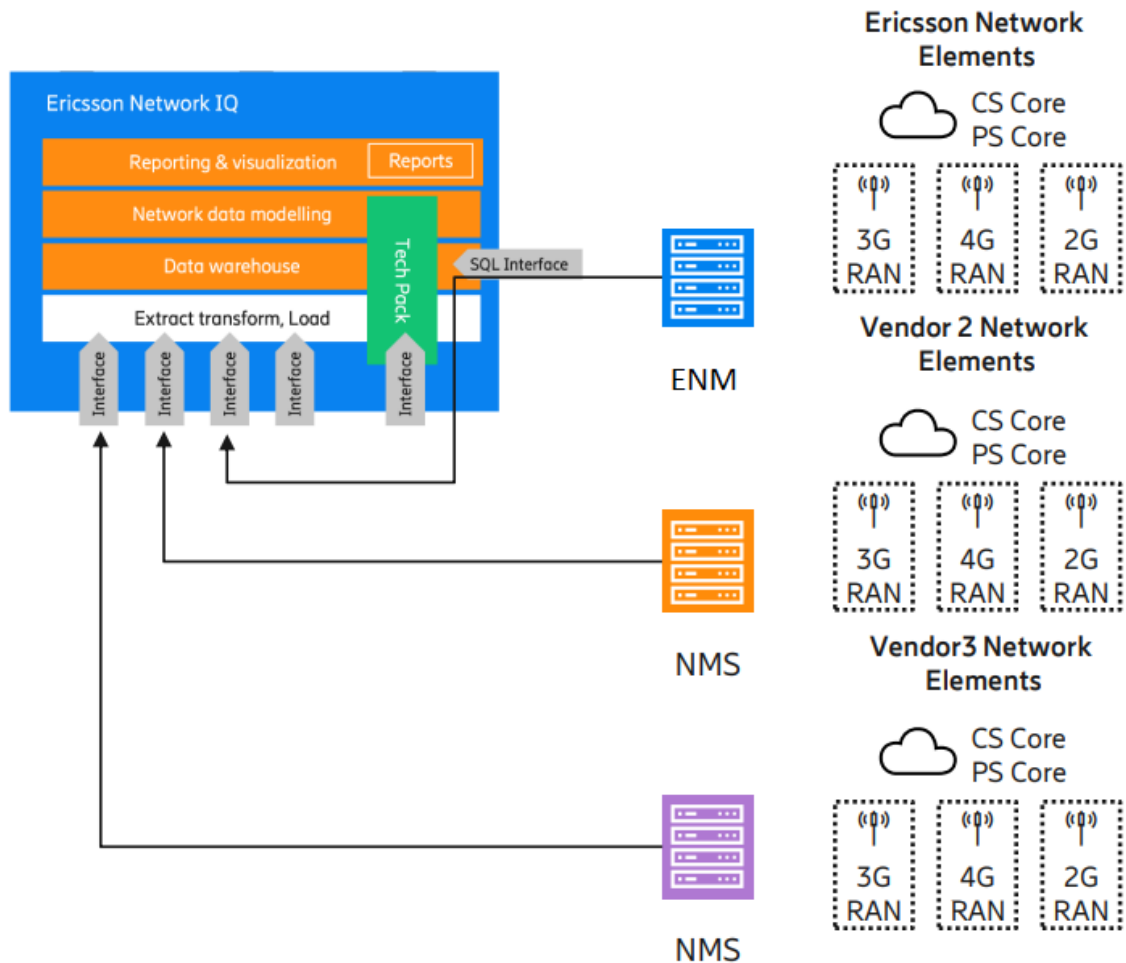 Ericsson Network IQ
Reporting & visualization
Reports
Network data modelling
Tech Pack
Data warehouse
SQL Interface
Extract transform, Load
Interface
Interface
Interface
Interface
Interface
ENM
NMS
NMS
Ericsson Network
Elements
CS Core
PS Core
3G
RAN
4G
RAN
2G
RAN
Vendor 2 Network
Elements
CS Core
PS Core
3G
RAN
4G
RAN
2G
RAN
Vendor3 Network
Elements
CS Core
PS Core
3G
RAN
4G
RAN
2G
RAN